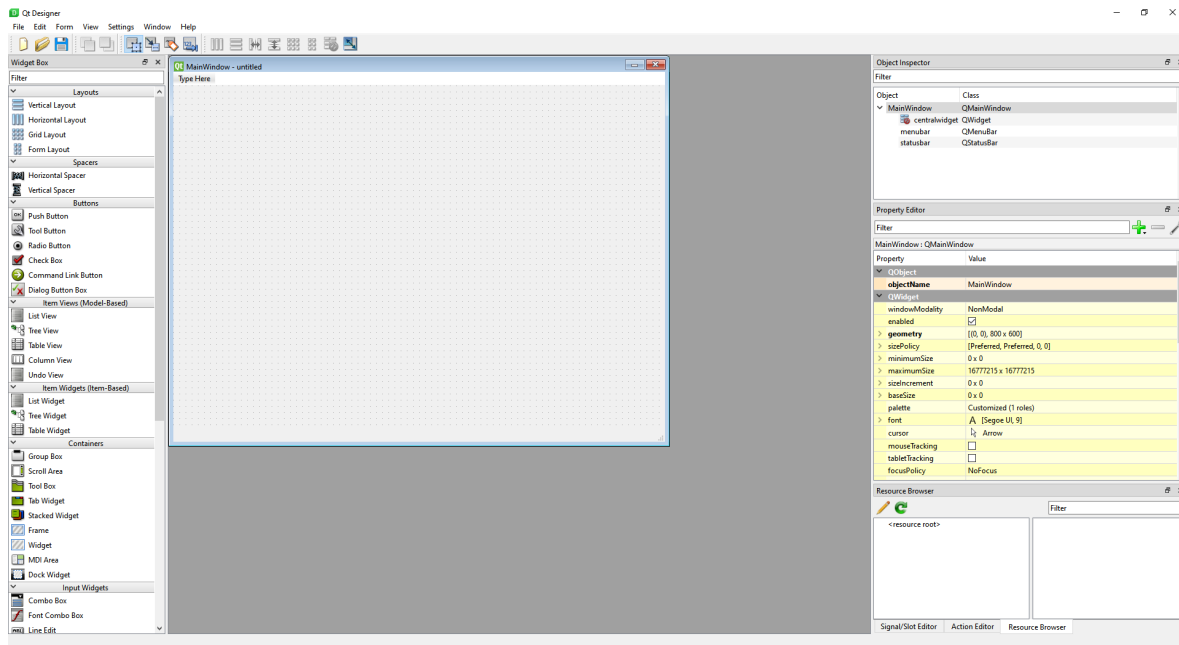 Qt Designer
File Edit Form View Settings Window Help
Widget Box
Filter
Layouts
Vertical Layout
Horizontal Layout
Grid Layout
Form Layout
Spacers
Horizontal Spacer
Vertical Spacer
Buttons
Push Button
Tool Button
Radio Button
Check Box
Command Link Button
Dialog Button Box
Item Views (Model-Based)
List View
Tree View
Table View
Column View
Undo View
Item Widgets (Item-Based)
List Widget
Tree Widget
Table Widget
Containers
Group Box
Scroll Area
Tool Box
Tab Widget
Stacked Widget
Frame
Widget
MDI Area
Dock Widget
Input Widgets
Combo Box
Font Combo Box
Line Edit
MainWindow - untitled
Type Here
Object Inspector
Filter
Object Class
MainWindow QMainWindow
centralwidget QWidget
menubar QMenuBar
statusbar QStatusBar
Property Editor
Filter
MainWindow : QMainWindow
Property Value
QObject
objectName MainWindow
QWidget
windowModality NonModal
enabled
geometry [(0, 0), 800 x 600]
sizePolicy [Preferred, Preferred, 0, 0]
minimumSize 0 x 0
maximumSize 16777215 x 16777215
sizeIncrement 0 x 0
baseSize 0 x 0
palette Customized (1 roles)
font A [Segoe UI, 9]
cursor Arrow
mouseTracking
tabletTracking
focusPolicy NoFocus
Resource Browser
Filter
<resource root>
Signal/Slot Editor Action Editor Resource Browser